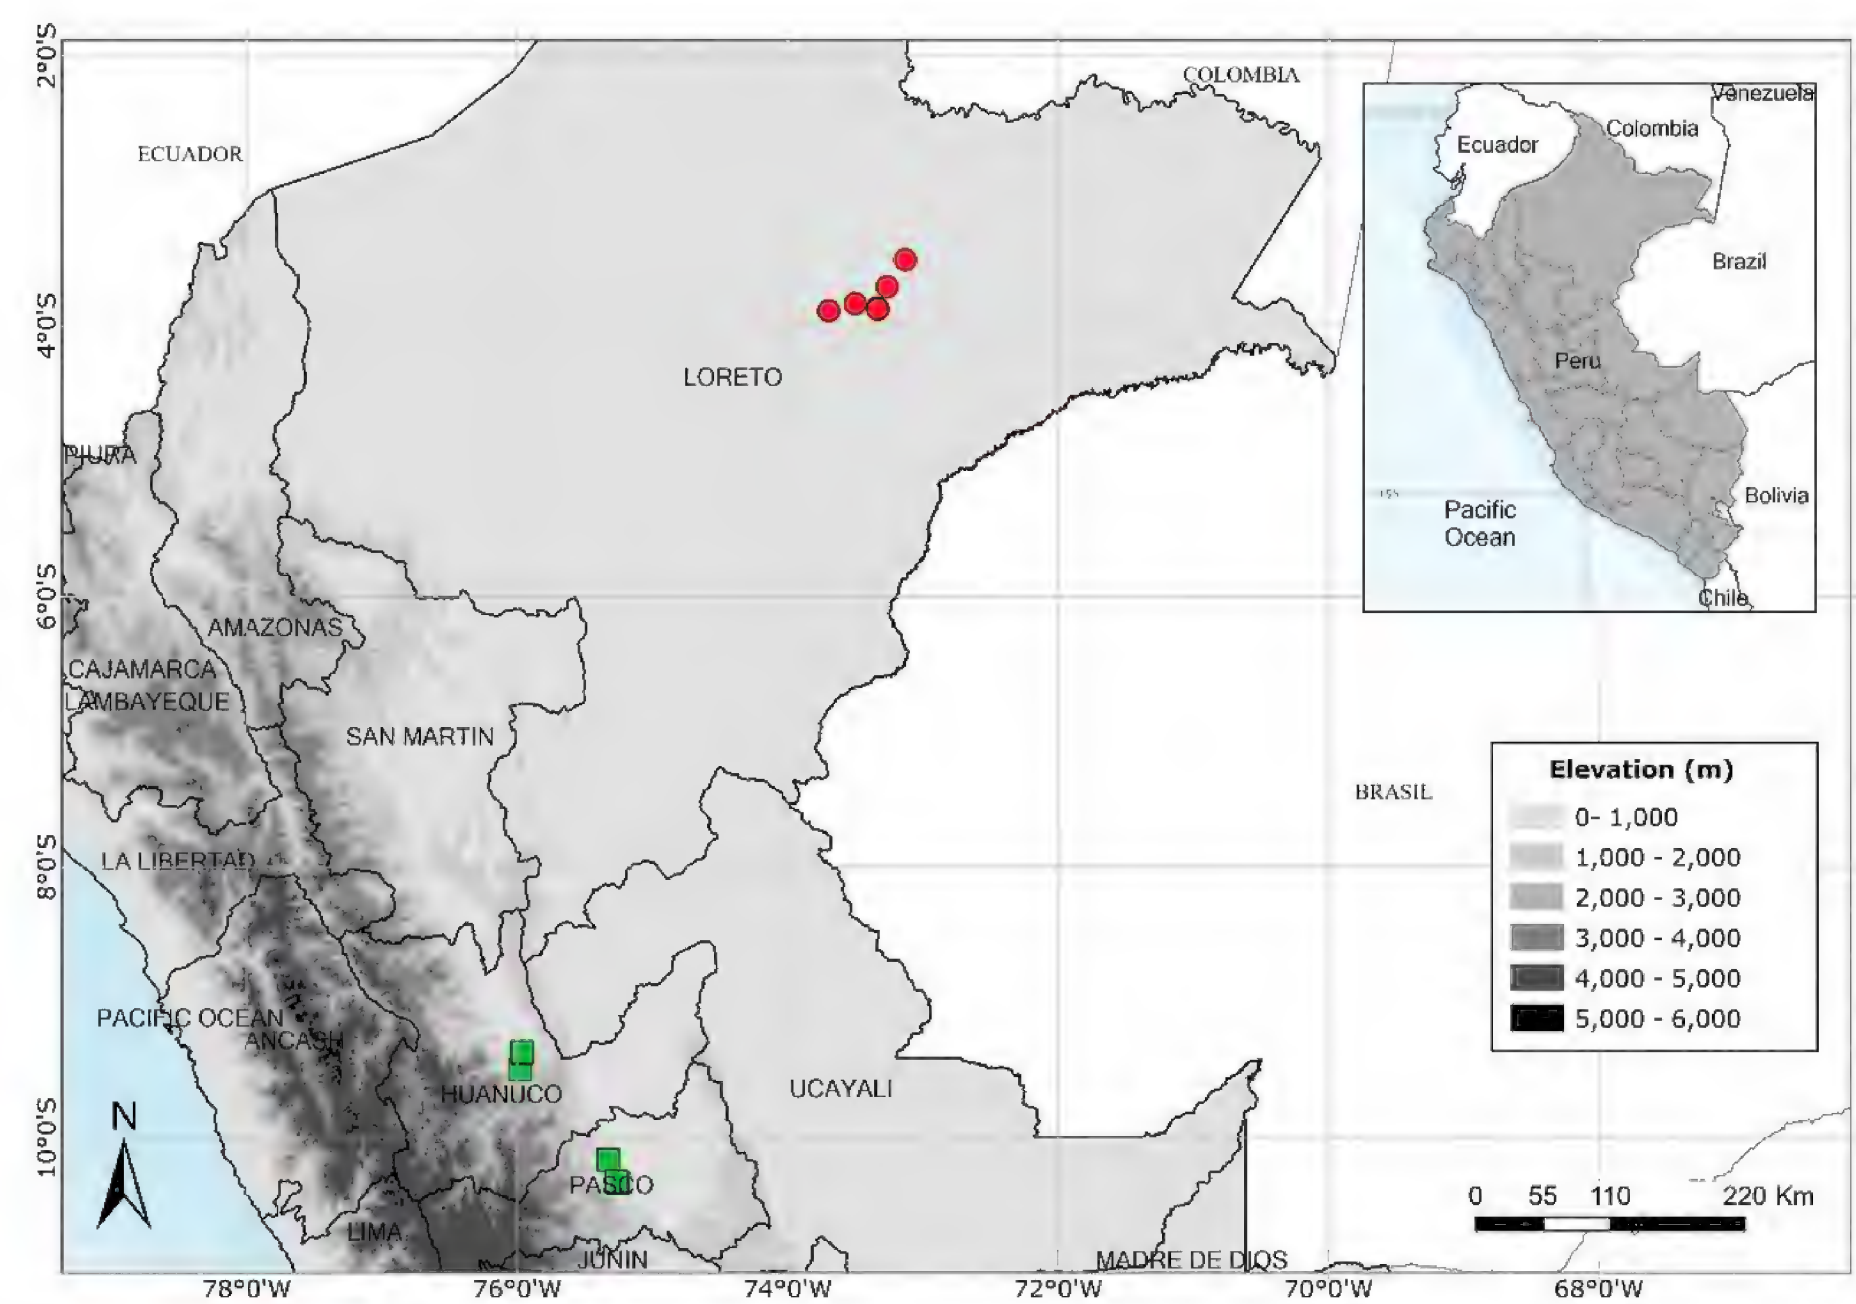 2°0'S
4°0'S
6°0'S
8°0'S
10°0'S
COLOMBIA
ECUADOR
LORETO
PIURA
AMAZONAS
CAJAMARCA
LAMBAYEQUE
SAN MARTIN
BRASIL
LA LIBERTAD
PACIFIC OCEAN
ANCASH
HUANUCO
UCAYALI
PASCO
LIMA
JUNIN
MADRE DE DIOS
N
Venezuela
Colombia
Ecuador
Brazil
Peru
Bolivia
Pacific
Ocean
Chile
Elevation (m)
0- 1,000
1,000 - 2,000
2,000 - 3,000
3,000 - 4,000
4,000 - 5,000
5,000 - 6,000
0 55 110 220 Km
78°0'W 76°0'W 74°0'W 72°0'W 70°0'W 68°0'W